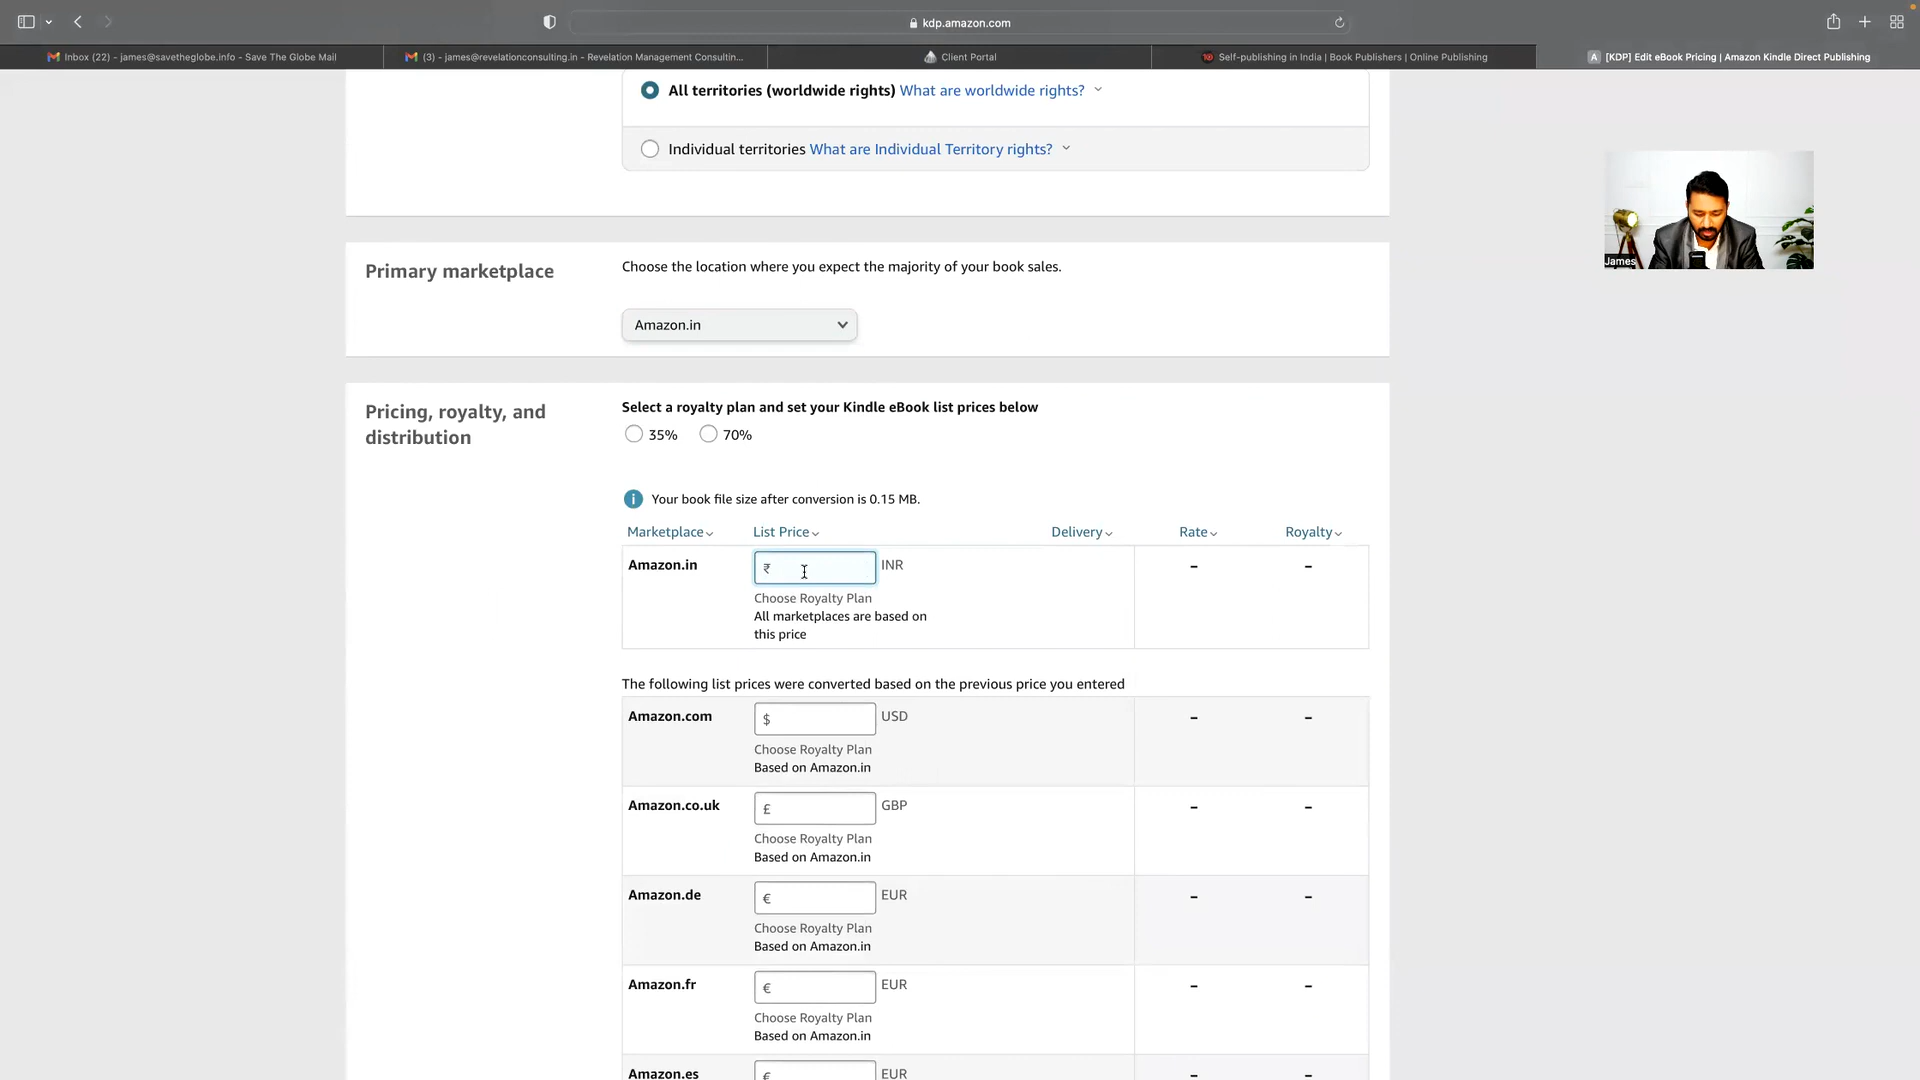 kdp.amazon.com
Inbox (22) - james@savetheglobe.info - Save The Globe Mail
(3) - james@revelationconsulting.in - Revelation Management Consultin...
Client Portal
Self-publishing in India | Book Publishers | Online Publishing
A [KDP] Edit eBook Pricing | Amazon Kindle Direct Publishing
All territories (worldwide rights) What are worldwide rights?
Individual territories What are Individual Territory rights?
James
Primary marketplace
Choose the location where you expect the majority of your book sales.
Amazon.in
Pricing, royalty, and
distribution
Select a royalty plan and set your Kindle eBook list prices below
35% 70%
i Your book file size after conversion is 0.15 MB.
Marketplace List Price Delivery Rate Royalty
Amazon.in ₹ INR – –
Choose Royalty Plan
All marketplaces are based on
this price
The following list prices were converted based on the previous price you entered
Amazon.com $ USD – –
Choose Royalty Plan
Based on Amazon.in
Amazon.co.uk £ GBP – –
Choose Royalty Plan
Based on Amazon.in
Amazon.de € EUR – –
Choose Royalty Plan
Based on Amazon.in
Amazon.fr € EUR – –
Choose Royalty Plan
Based on Amazon.in
Amazon.es € EUR – –